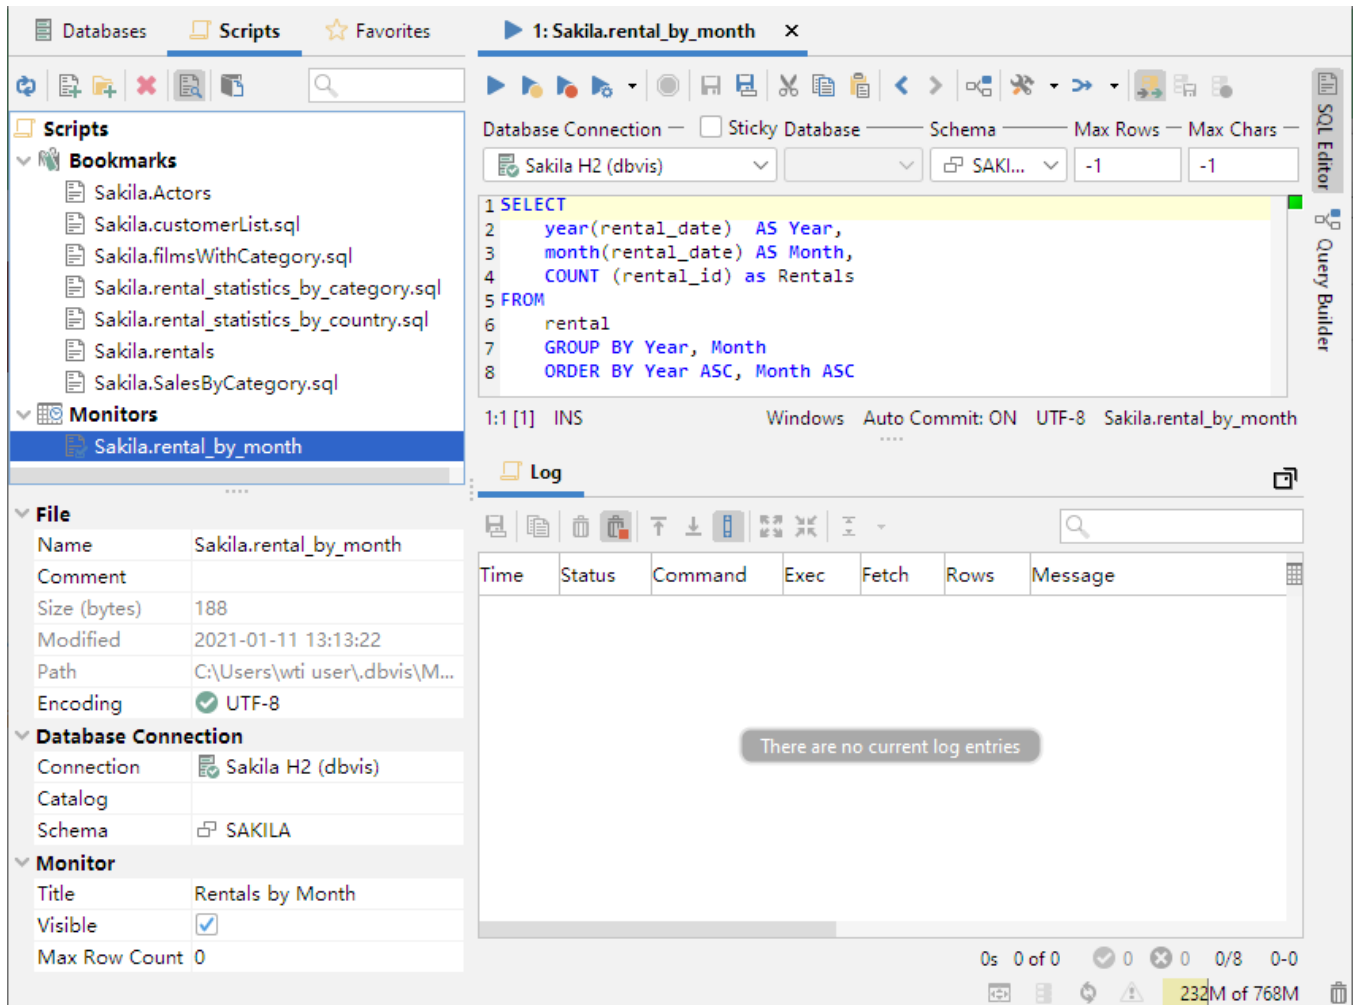 Databases Scripts Favorites
1: Sakila.rental_by_month
Scripts
Bookmarks
Sakila.Actors
Sakila.customerList.sql
Sakila.filmsWithCategory.sql
Sakila.rental_statistics_by_category.sql
Sakila.rental_statistics_by_country.sql
Sakila.rentals
Sakila.SalesByCategory.sql
Monitors
Sakila.rental_by_month
File
Name Sakila.rental_by_month
Comment
Size (bytes) 188
Modified 2021-01-11 13:13:22
Path C:\Users\wti user\.dbvis\M...
Encoding UTF-8
Database Connection
Connection Sakila H2 (dbvis)
Catalog
Schema SAKILA
Monitor
Title Rentals by Month
Visible
Max Row Count 0
Database Connection Sticky Database Schema Max Rows Max Chars
Sakila H2 (dbvis) SAKI... -1 -1
1 SELECT
2 year(rental_date) AS Year,
3 month(rental_date) AS Month,
4 COUNT (rental_id) as Rentals
5 FROM
6 rental
7 GROUP BY Year, Month
8 ORDER BY Year ASC, Month ASC
1:1 [1] INS Windows Auto Commit: ON UTF-8 Sakila.rental_by_month
SQL Editor
Query Builder
Log
Time Status Command Exec Fetch Rows Message
There are no current log entries
0s 0 of 0 0 0 0/8 0-0
232M of 768M